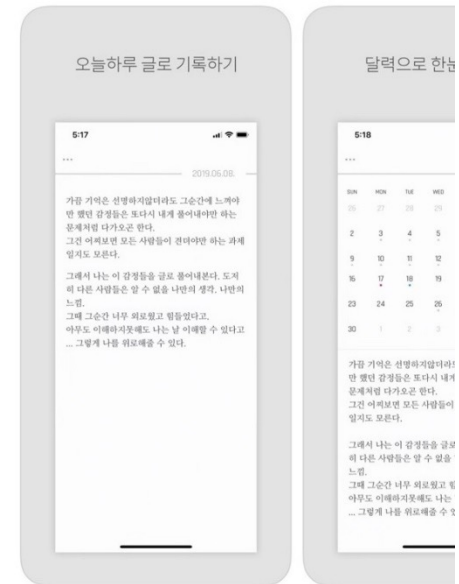 오늘하루 글로 기록하기
5:17
...
2019.06.08.
가끔 기억은 선명하지않더라도 그순간에 느껴야
만 했던 감정들은 또다시 내게 풀어내야만 하는
문제처럼 다가오곤 한다.
그건 어찌보면 모든 사람들이 견뎌야만 하는 과제
일지도 모른다.
그래서 나는 이 감정들을 글로 풀어내본다. 도저
히 다른 사람들은 알 수 없을 나만의 생각. 나만의
느낌.
그때 그순간 너무 외로웠고 힘들었다고.
아무도 이해하지못해도 나는 날 이해할 수 있다고
... 그렇게 나를 위로해줄 수 있다.
달력으로 한눈
5:18
...
SUN MON TUE WED
26 27 28 29
2 3 4 5
9 10 11 12
16 17 18 19
23 24 25 26
30 1 2 3
가끔 기억은 선명하지않더라도
만 했던 감정들은 또다시 내게
문제처럼 다가오곤 한다.
그건 어찌보면 모든 사람들이
일지도 모른다.
그래서 나는 이 감정들을 글로
히 다른 사람들은 알 수 없을
느낌.
그때 그순간 너무 외로웠고 힘
아무도 이해하지못해도 나는
... 그렇게 나를 위로해줄 수 있